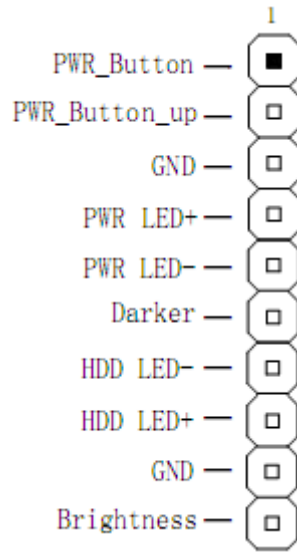 1
PWR_Button
PWR_Button_up
GND
PWR LED+
PWR LED-
Darker
HDD LED-
HDD LED+
GND
Brightness